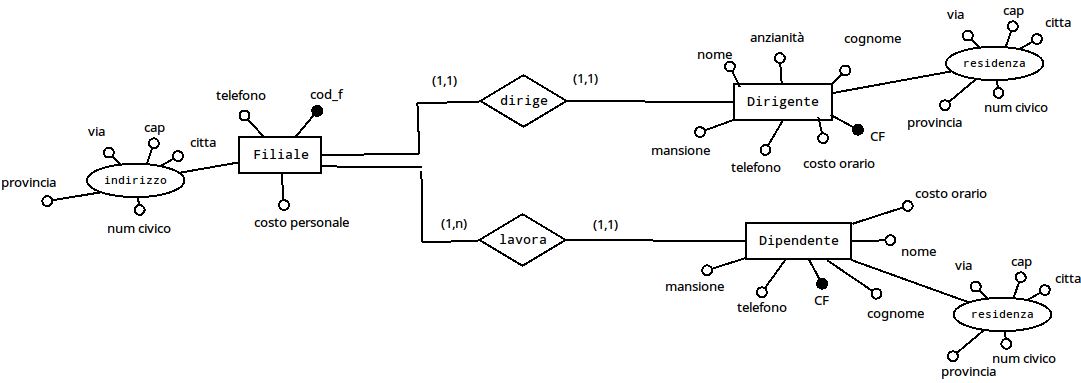 via
cap
citta
residenza
num civico
provincia
nome
anzianità
cognome
Dirigente
mansione
telefono
costo orario
CF
(1,1)
dirige
(1,1)
telefono
cod_f
via
cap
citta
Filiale
indirizzo
provincia
num civico
costo personale
(1,n)
lavora
(1,1)
costo orario
Dipendente
nome
mansione
telefono
CF
cognome
via
cap
citta
residenza
num civico
provincia